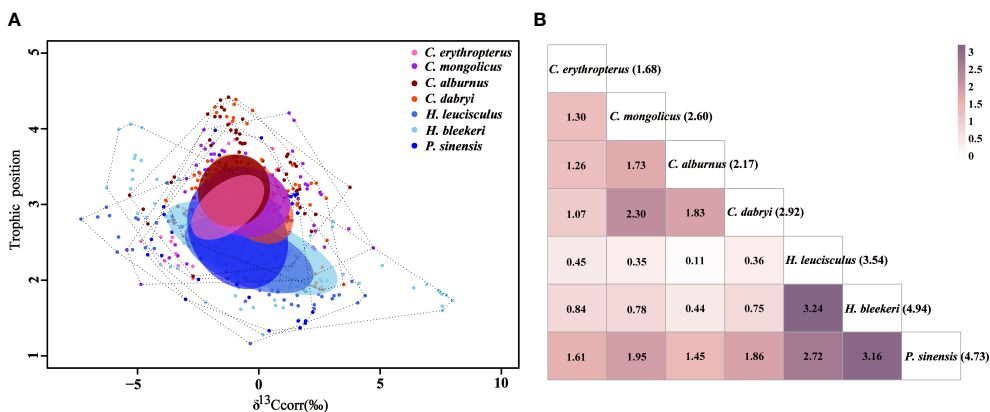 A
C. erythropterus
C. mongolicus
C. alburnus
C. dabryi
H. leucisculus
H. bleekeri
P. sinensis
Trophic position
5
4
3
2
1
−5
0
5
10
δ13Ccorr(‰)
B
C. erythropterus (1.68)
1.30
C. mongolicus (2.60)
1.26
1.73
C. alburnus (2.17)
1.07
2.30
1.83
C. dabryi (2.92)
0.45
0.35
0.11
0.36
H. leucisculus (3.54)
0.84
0.78
0.44
0.75
3.24
H. bleekeri (4.94)
1.61
1.95
1.45
1.86
2.72
3.16
P. sinensis (4.73)
3
2.5
2
1.5
1
0.5
0